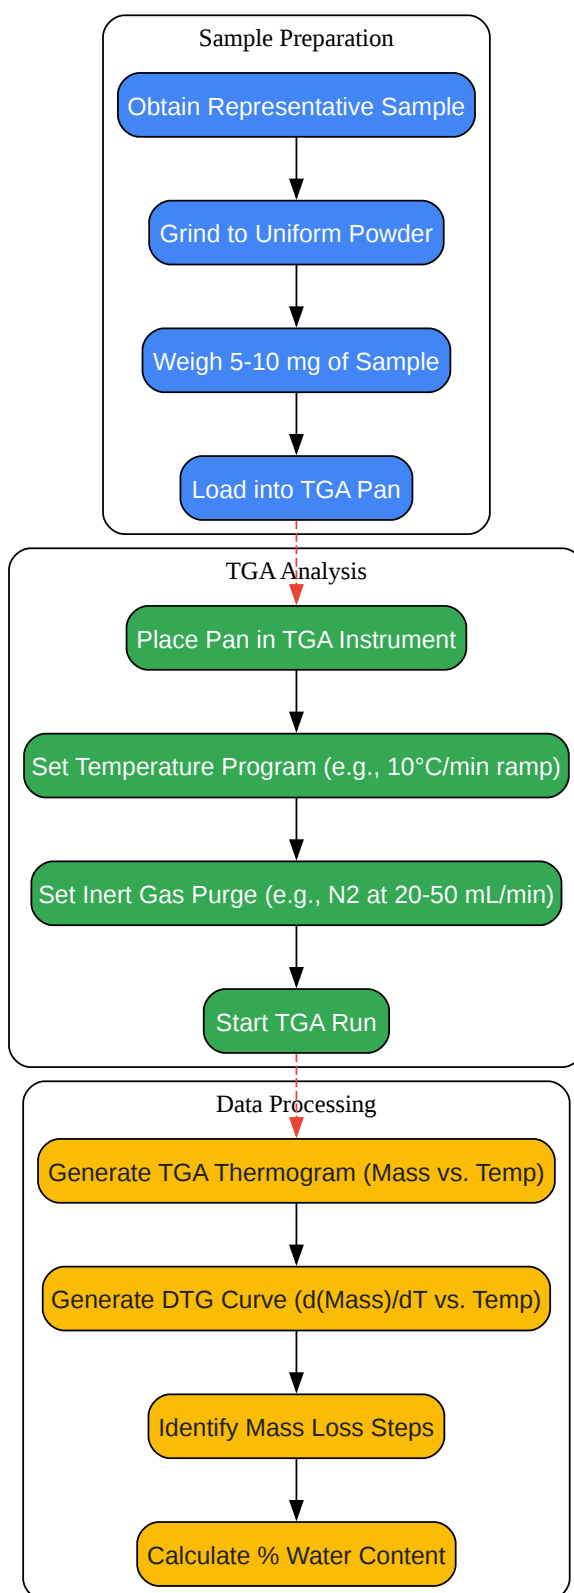 Sample Preparation
Obtain Representative Sample
Grind to Uniform Powder
Weigh 5-10 mg of Sample
Load into TGA Pan
TGA Analysis
Place Pan in TGA Instrument
Set Temperature Program (e.g., 10°C/min ramp)
Set Inert Gas Purge (e.g., N2 at 20-50 mL/min)
Start TGA Run
Data Processing
Generate TGA Thermogram (Mass vs. Temp)
Generate DTG Curve (d(Mass)/dT vs. Temp)
Identify Mass Loss Steps
Calculate % Water Content